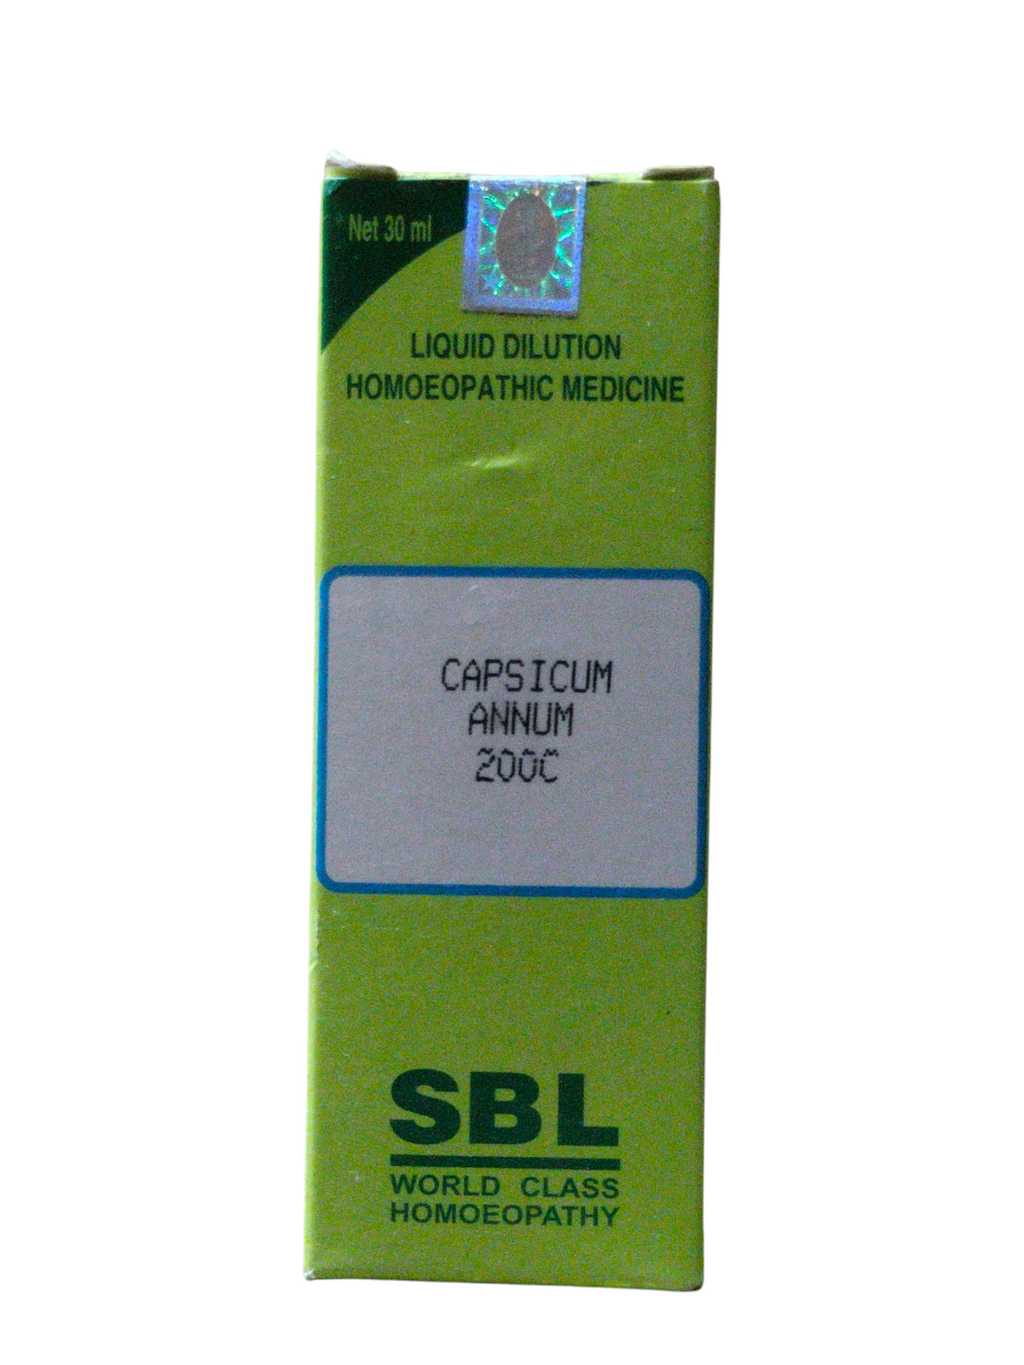 Net 30 ml
LIQUID DILUTION
HOMOEOPATHIC MEDICINE
CAPSICUM
ANNUM
200C
SBL
WORLD CLASS
HOMOEOPATHY